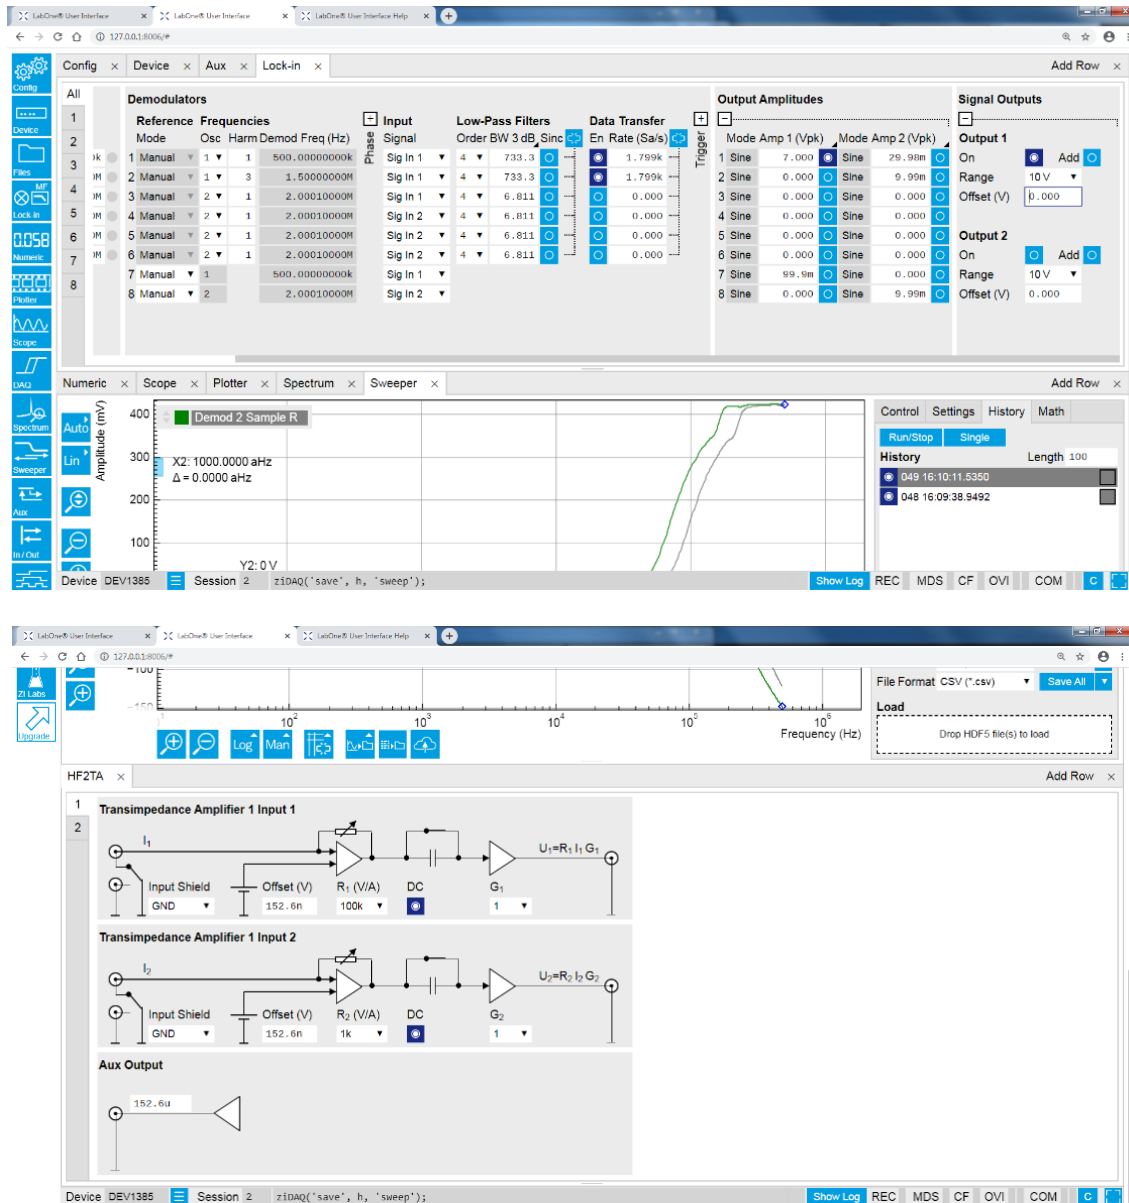 LabOne® User Interface × LabOne® User Interface × LabOne® User Interface Help ×
127.0.0.1:8006/#
Config × Device × Aux × Lock-in × Add Row ×
Config
Device
Files
MF
Lock-in
0.058
Numeric
Plotter
Scope
DAQ
Spectrum
Sweeper
Aux
In / Out
All
1
2
3
4
5
6
7
8
Demodulators
Reference Frequencies Input Low-Pass Filters Data Transfer
Mode Osc Harm Demod Freq (Hz) Phase Signal Order BW 3 dB Sinc En Rate (Sa/s) Trigger
1 Manual 1 1 500.00000000k Sig In 1 4 733.3 1.799k
2 Manual 1 3 1.50000000M Sig In 1 4 733.3 1.799k
3 Manual 2 1 2.00010000M Sig In 1 4 6.811 0.000
4 Manual 2 1 2.00010000M Sig In 2 4 6.811 0.000
5 Manual 2 1 2.00010000M Sig In 2 4 6.811 0.000
6 Manual 2 1 2.00010000M Sig In 2 4 6.811 0.000
7 Manual 1 500.00000000k Sig In 1
8 Manual 2 2.00010000M Sig In 2
Output Amplitudes
Mode Amp 1 (Vpk) Mode Amp 2 (Vpk)
1 Sine 7.000 Sine 29.98m
2 Sine 0.000 Sine 9.99m
3 Sine 0.000 Sine 0.000
4 Sine 0.000 Sine 0.000
5 Sine 0.000 Sine 0.000
6 Sine 0.000 Sine 0.000
7 Sine 99.9m Sine 0.000
8 Sine 0.000 Sine 9.99m
Signal Outputs
Output 1
On Add
Range 10 V
Offset (V) 0.000
Output 2
On Add
Range 10 V
Offset (V) 0.000
Numeric × Scope × Plotter × Spectrum × Sweeper × Add Row ×
Auto
Lin
Amplitude (mV)
400
300
200
100
Demod 2 Sample R
X2: 1000.0000 aHz
Δ = 0.0000 aHz
Y2: 0 V
Control Settings History Math
Run/Stop Single
History Length 100
049 16:10:11.5350
048 16:09:38.9492
Device DEV1385 Session 2 ziDAQ('save', h, 'sweep'); Show Log REC MDS CF OVI COM C
LabOne® User Interface × LabOne® User Interface × LabOne® User Interface Help ×
127.0.0.1:8006/#
ZI Labs
Upgrade
−100
−150
10² 10³ 10⁴ 10⁵ 10⁶
Frequency (Hz)
Log Man
File Format CSV (*.csv) Save All
Load
Drop HDF5 file(s) to load
HF2TA × Add Row ×
1
2
Transimpedance Amplifier 1 Input 1
I₁
U₁=R₁ I₁ G₁
Input Shield Offset (V) R₁ (V/A) DC G₁
GND 152.6n 100k 1
Transimpedance Amplifier 1 Input 2
I₂
U₂=R₂ I₂ G₂
Input Shield Offset (V) R₂ (V/A) DC G₂
GND 152.6n 1k 1
Aux Output
152.6u
Device DEV1385 Session 2 ziDAQ('save', h, 'sweep'); Show Log REC MDS CF OVI COM C